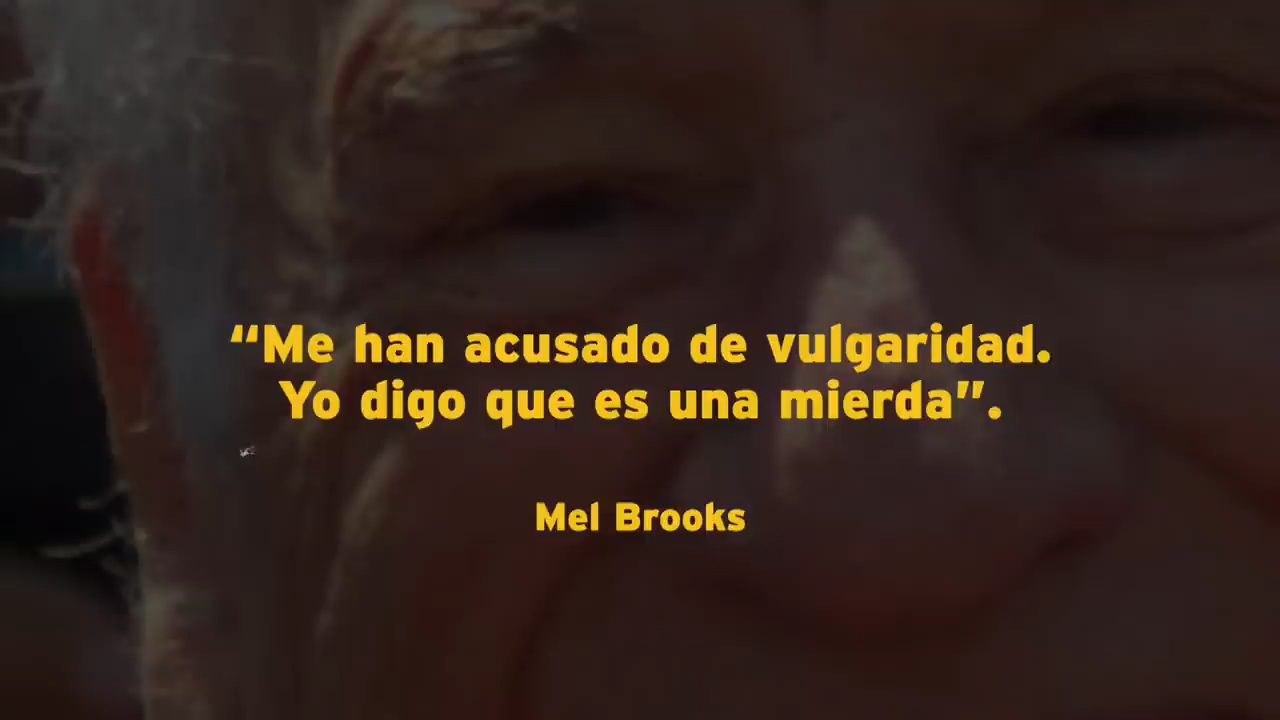 “Me han acusado de vulgaridad.
Yo digo que es una mierda”.
Mel Brooks